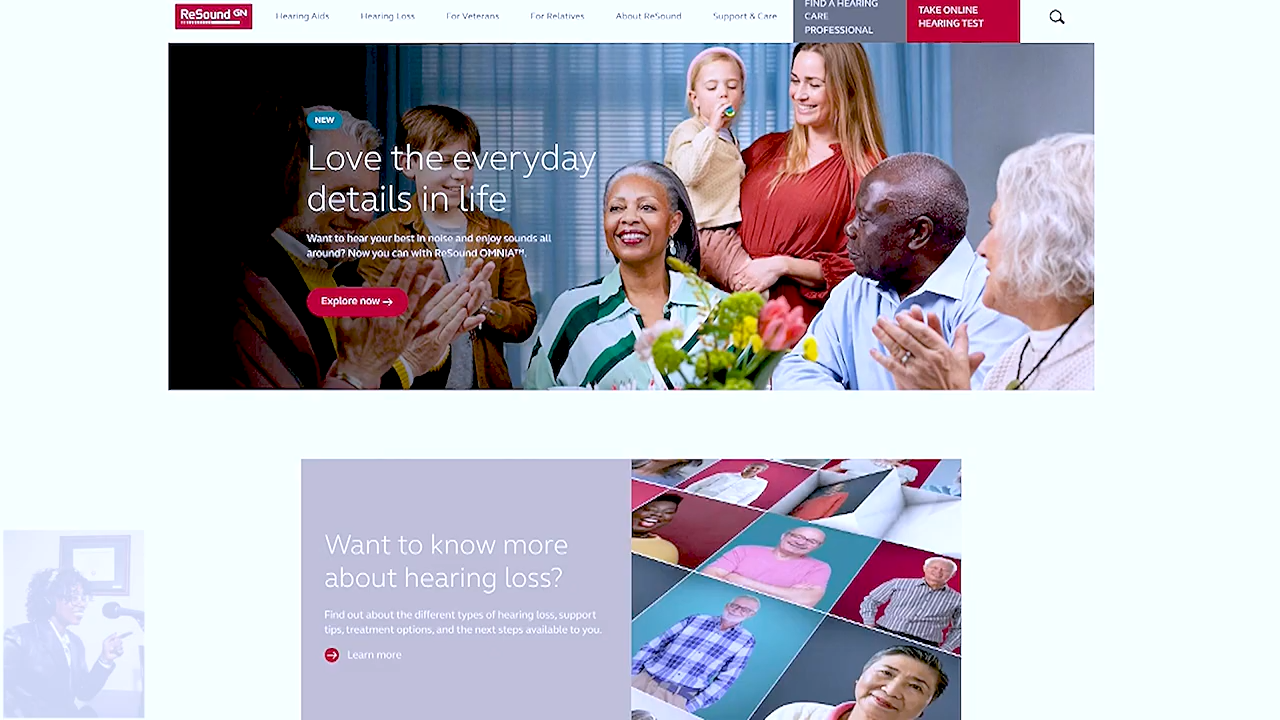 ReSound GN
Hearing Aids
Hearing Loss
For Veterans
For Relatives
About ReSound
Support & Care
FIND A HEARING
CARE
PROFESSIONAL
TAKE ONLINE
HEARING TEST
NEW
Love the everyday
details in life
Want to hear your best in noise and enjoy sounds all
around? Now you can with ReSound OMNIA™.
Explore now →
Want to know more
about hearing loss?
Find out about the different types of hearing loss, support
tips, treatment options, and the next steps available to you.
Learn more